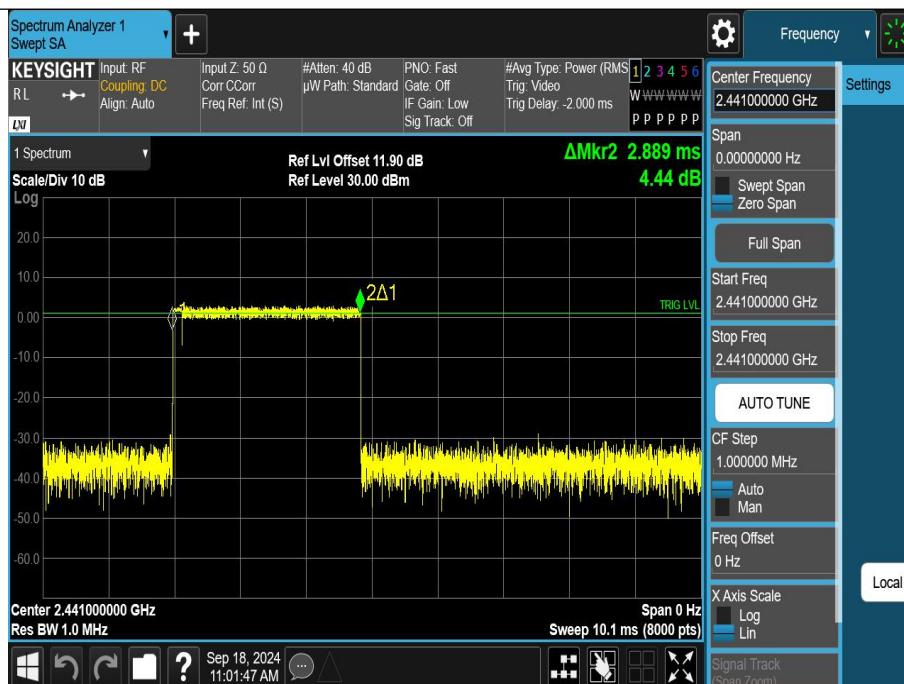 Spectrum Analyzer 1
Swept SA
Frequency
KEYSIGHT
R L
LXI
Input: RF
Coupling: DC
Align: Auto
Input Z: 50 Ω
Corr CCorr
Freq Ref: Int (S)
#Atten: 40 dB
µW Path: Standard
PNO: Fast
Gate: Off
IF Gain: Low
Sig Track: Off
#Avg Type: Power (RMS
Trig: Video
Trig Delay: -2.000 ms
1 2 3 4 5 6
W W W W W W
P P P P P P
Center Frequency
2.441000000 GHz
Settings
1 Spectrum
Scale/Div 10 dB
Log
Ref Lvl Offset 11.90 dB
Ref Level 30.00 dBm
ΔMkr2 2.889 ms
4.44 dB
Span
0.00000000 Hz
Swept Span
Zero Span
Full Span
Start Freq
2.441000000 GHz
Stop Freq
2.441000000 GHz
AUTO TUNE
CF Step
1.000000 MHz
Auto
Man
Freq Offset
0 Hz
X Axis Scale
Log
Lin
Signal Track
(Span Zoom)
Local
20.0
10.0
0.00
-10.0
-20.0
-30.0
-40.0
-50.0
-60.0
2Δ1
TRIG LVL
Center 2.441000000 GHz
Res BW 1.0 MHz
Span 0 Hz
Sweep 10.1 ms (8000 pts)
?
Sep 18, 2024
11:01:47 AM